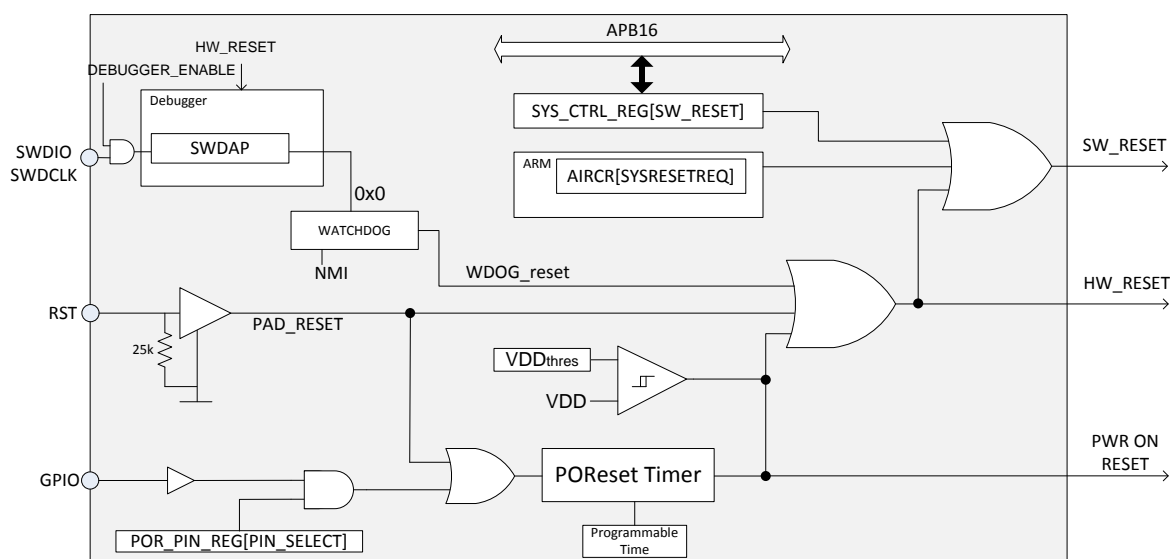 APB16
HW_RESET
DEBUGGER_ENABLE
Debugger
SWDAP
SYS_CTRL_REG[SW_RESET]
SWDIO
SWDCLK
SW_RESET
ARM
AIRCR[SYSRESETREQ]
0x0
WATCHDOG
NMI
WDOG_reset
HW_RESET
RST
PAD_RESET
25k
VDDthres
VDD
PWR ON
RESET
GPIO
POReset Timer
POR_PIN_REG[PIN_SELECT]
Programmable
Time